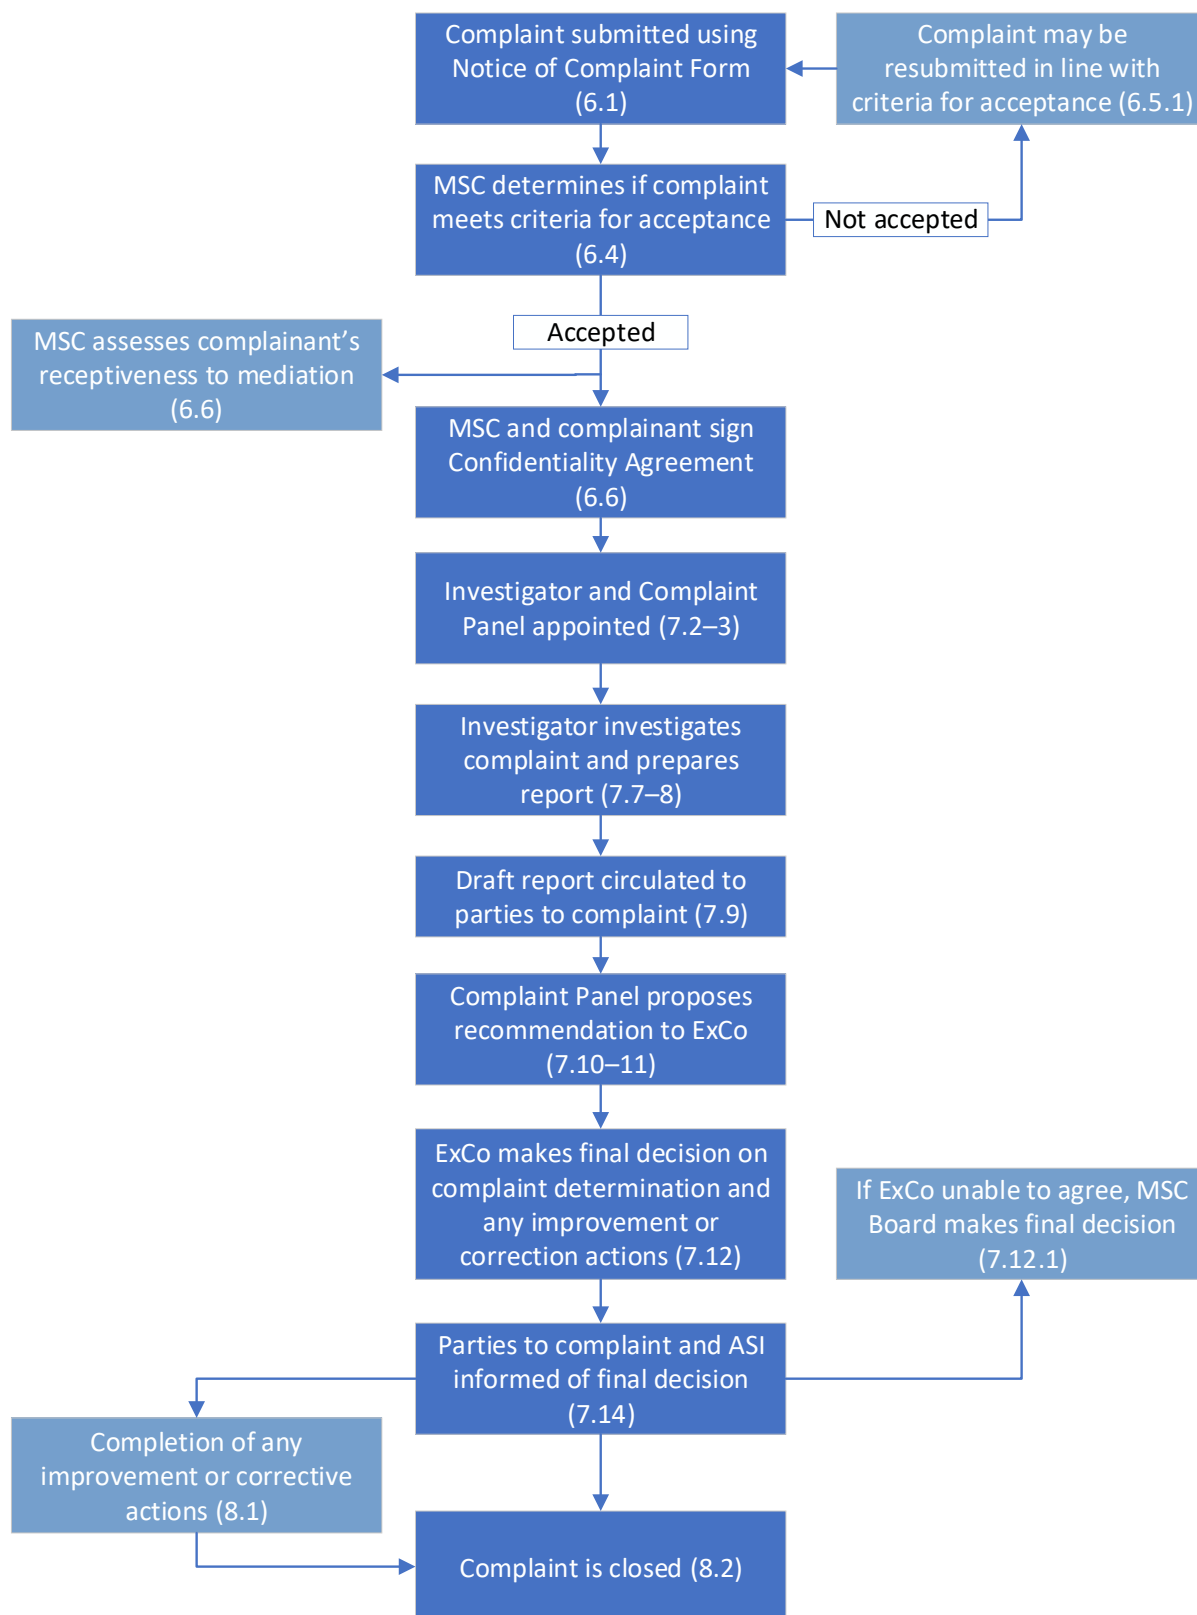 Complaint submitted using
Notice of Complaint Form
(6.1)
Complaint may be
resubmitted in line with
criteria for acceptance (6.5.1)
MSC determines if complaint
meets criteria for acceptance
(6.4)
Not accepted
Accepted
MSC assesses complainant’s
receptiveness to mediation
(6.6)
MSC and complainant sign
Confidentiality Agreement
(6.6)
Investigator and Complaint
Panel appointed (7.2–3)
Investigator investigates
complaint and prepares
report (7.7–8)
Draft report circulated to
parties to complaint (7.9)
Complaint Panel proposes
recommendation to ExCo
(7.10–11)
ExCo makes final decision on
complaint determination and
any improvement or
correction actions (7.12)
If ExCo unable to agree, MSC
Board makes final decision
(7.12.1)
Parties to complaint and ASI
informed of final decision
(7.14)
Completion of any
improvement or corrective
actions (8.1)
Complaint is closed (8.2)